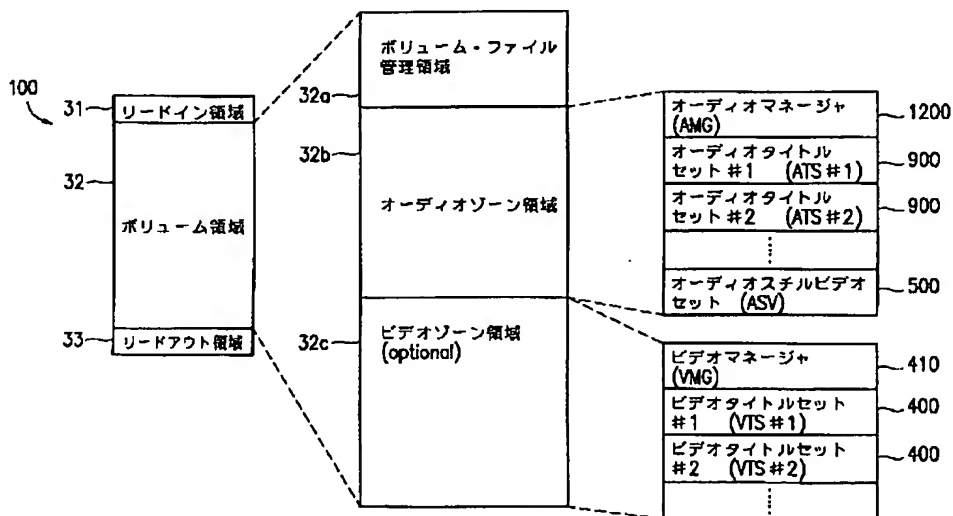 100
31
リードイン領域
32
ボリューム領域
33
リードアウト領域
ボリューム・ファイル
管理領域
32a
32b
オーディオゾーン領域
32c
ビデオゾーン領域
(optional)
オーディオマネージャ
(AMG)
1200
オーディオタイトル
セット#1 (ATS#1)
900
オーディオタイトル
セット#2 (ATS#2)
900
オーディオスチルビデオ
セット (ASV)
500
ビデオマネージャ
(VMG)
410
ビデオタイトルセット
#1 (VTS#1)
400
ビデオタイトルセット
#2 (VTS#2)
400